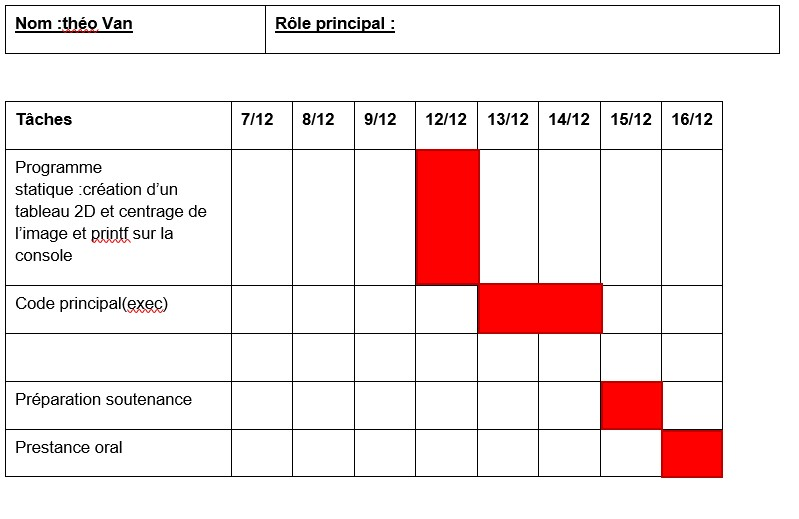 Nom :théo Van
Rôle principal :
Tâches 7/12 8/12 9/12 12/12 13/12 14/12 15/12 16/12
Programme
statique :création d’un
tableau 2D et centrage de
l’image et printf sur la
console
Code principal(exec)
Préparation soutenance
Prestance oral